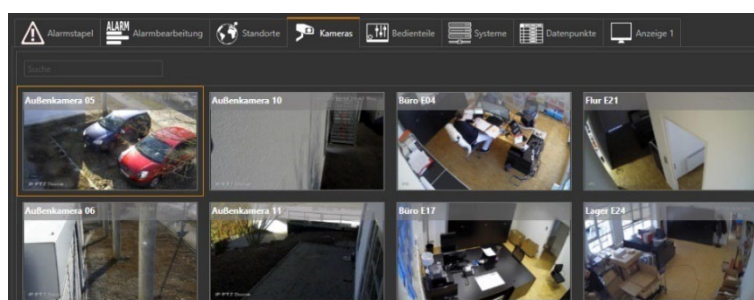 Alarmstapel
ALARM
Alarmbearbeitung
Standorte
Kameras
Bedienteile
Systeme
Datenpunkte
Anzeige 1
Suche
Außenkamera 05
Außenkamera 10
Büro E04
Flur E21
Außenkamera 06
Außenkamera 11
Büro E17
Lager E24